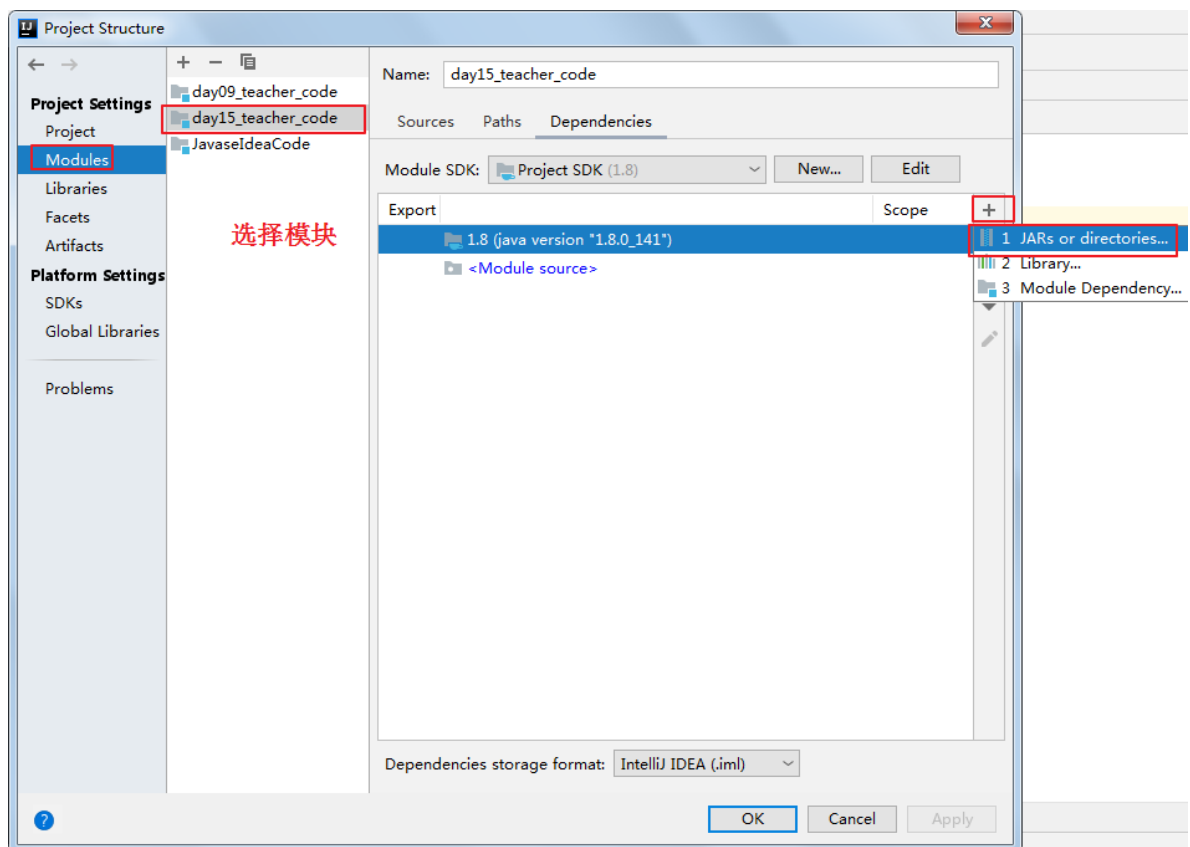 Project Structure
Project Settings
Project
Modules
Libraries
Facets
Artifacts
Platform Settings
SDKs
Global Libraries
Problems
day09_teacher_code
day15_teacher_code
JavaseIdeaCode
选择模块
Name: day15_teacher_code
Sources Paths Dependencies
Module SDK: Project SDK (1.8) New... Edit
Export Scope
1.8 (java version "1.8.0_141")
<Module source>
1 JARs or directories...
2 Library...
3 Module Dependency...
Dependencies storage format: IntelliJ IDEA (.iml)
OK Cancel Apply